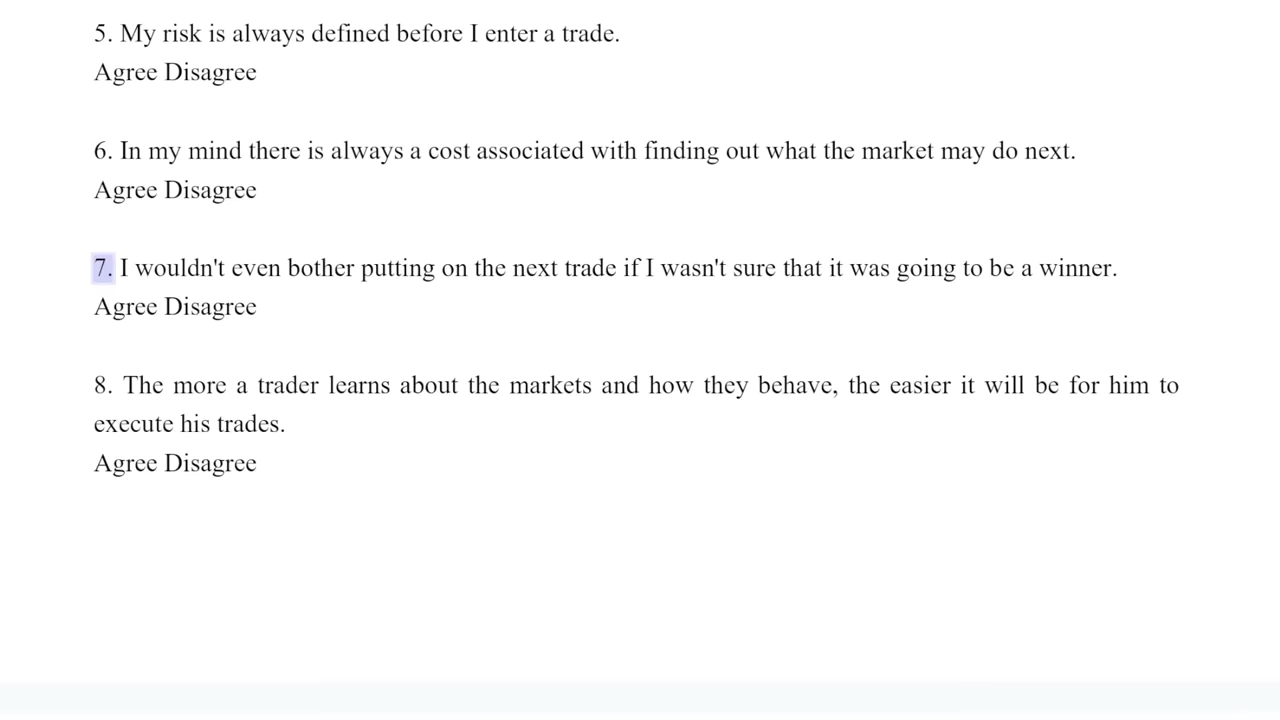 5. My risk is always defined before I enter a trade.
Agree Disagree
6. In my mind there is always a cost associated with finding out what the market may do next.
Agree Disagree
7. I wouldn't even bother putting on the next trade if I wasn't sure that it was going to be a winner.
Agree Disagree
8. The more a trader learns about the markets and how they behave, the easier it will be for him to
execute his trades.
Agree Disagree